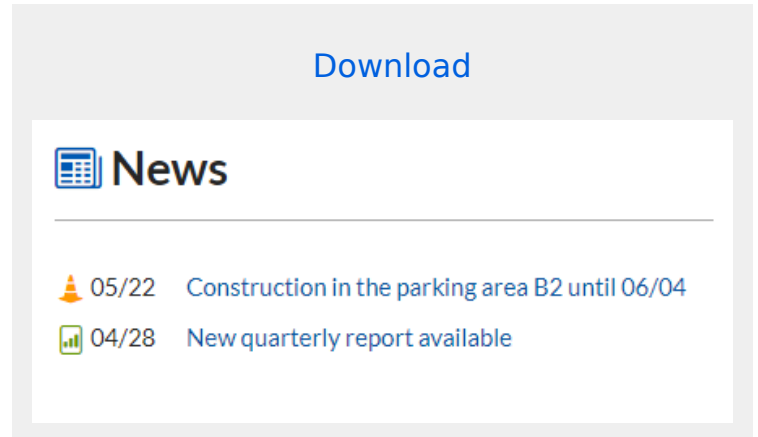 Download
News
05/22 Construction in the parking area B2 until 06/04
04/28 New quarterly report available